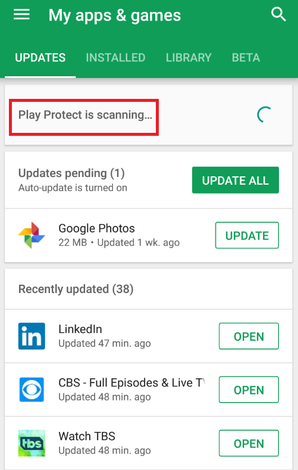 My apps & games
UPDATES INSTALLED LIBRARY BETA
Play Protect is scanning...
Updates pending (1)
Auto-update is turned on
UPDATE ALL
Google Photos
22 MB • Updated 1 wk. ago
UPDATE
Recently updated (38)
in
LinkedIn
Updated 47 min. ago
OPEN
CBS - Full Episodes & Live T
Updated 48 min. ago
OPEN
tbs
Watch TBS
Updated 48 min. ago
OPEN